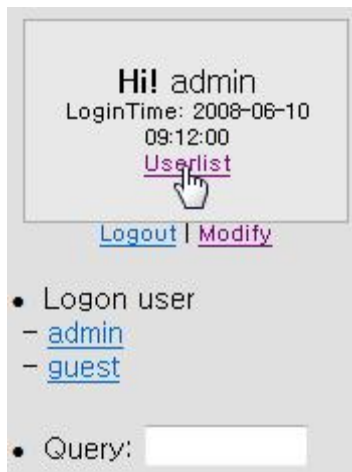 Hi! admin
LoginTime: 2008-06-10
09:12:00
Userlist
Logout | Modify
• Logon user
- admin
- guest
• Query: